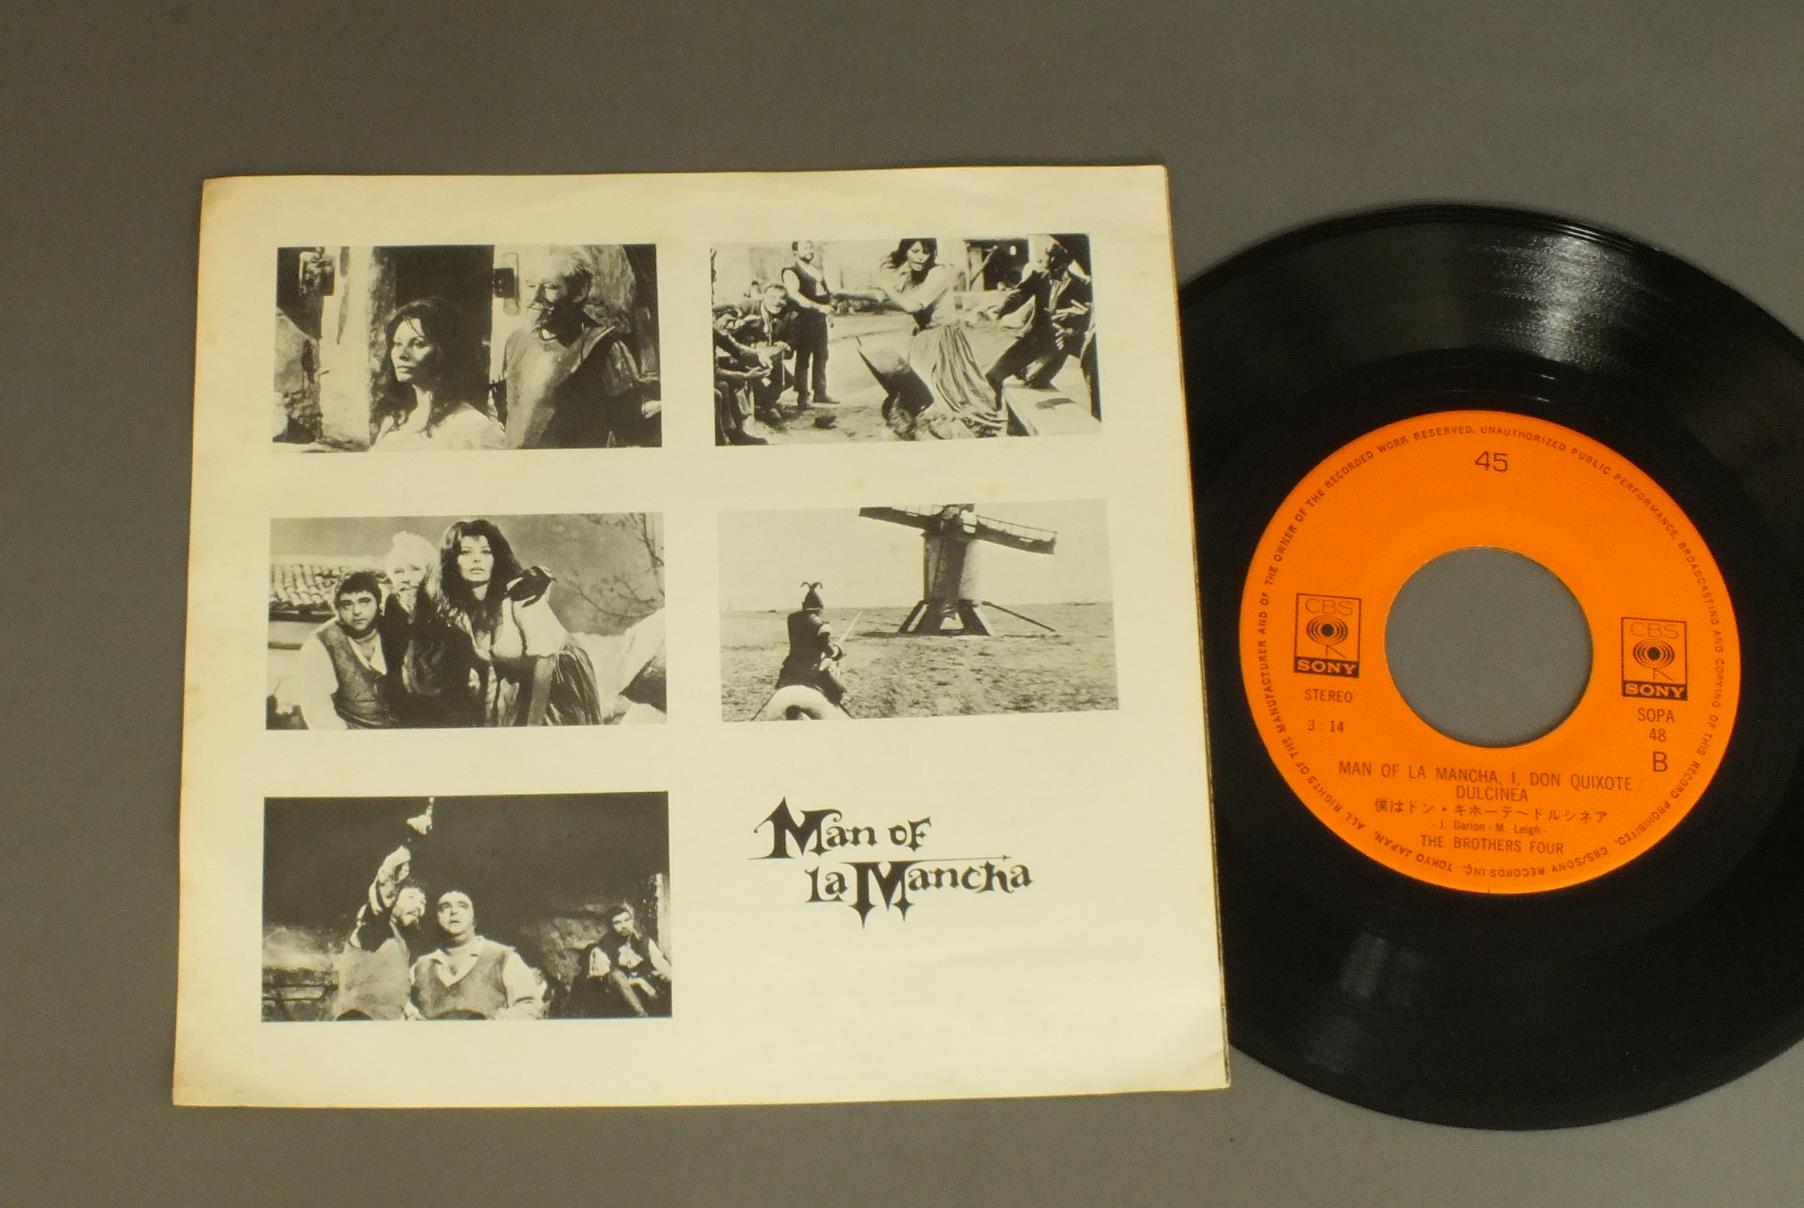 Man of
La Mancha
ALL RIGHTS OF THE MANUFACTURER AND OF THE OWNER OF THE RECORDED WORK RESERVED. UNAUTHORIZED PUBLIC PERFORMANCE, BROADCASTING AND COPYING OF THIS RECORD PROHIBITED. CBS/SONY RECORDS INC. TOKYO JAPAN.
45
CBS
SONY
STEREO
3:14
CBS
SONY
SOPA
48
B
MAN OF LA MANCHA, I, DON QUIXOTE/
DULCINEA
僕はドン・キホーテ〜ドルシネア
- J. Darion - M. Leigh -
THE BROTHERS FOUR